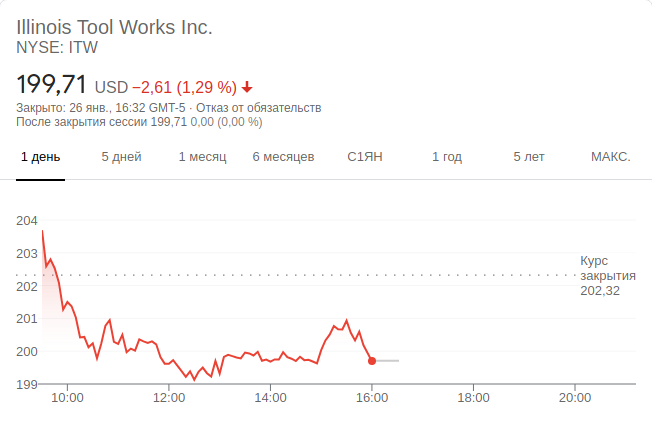 Illinois Tool Works Inc.
NYSE: ITW
199,71 USD −2,61 (1,29 %)
Закрыто: 26 янв., 16:32 GMT-5 · Отказ от обязательств
После закрытия сессии 199,71 0,00 (0,00 %)
1 день 5 дней 1 месяц 6 месяцев С1ЯН 1 год 5 лет МАКС.
204
203
Курс
закрытия
202,32
202
201
200
199
10:00 12:00 14:00 16:00 18:00 20:00